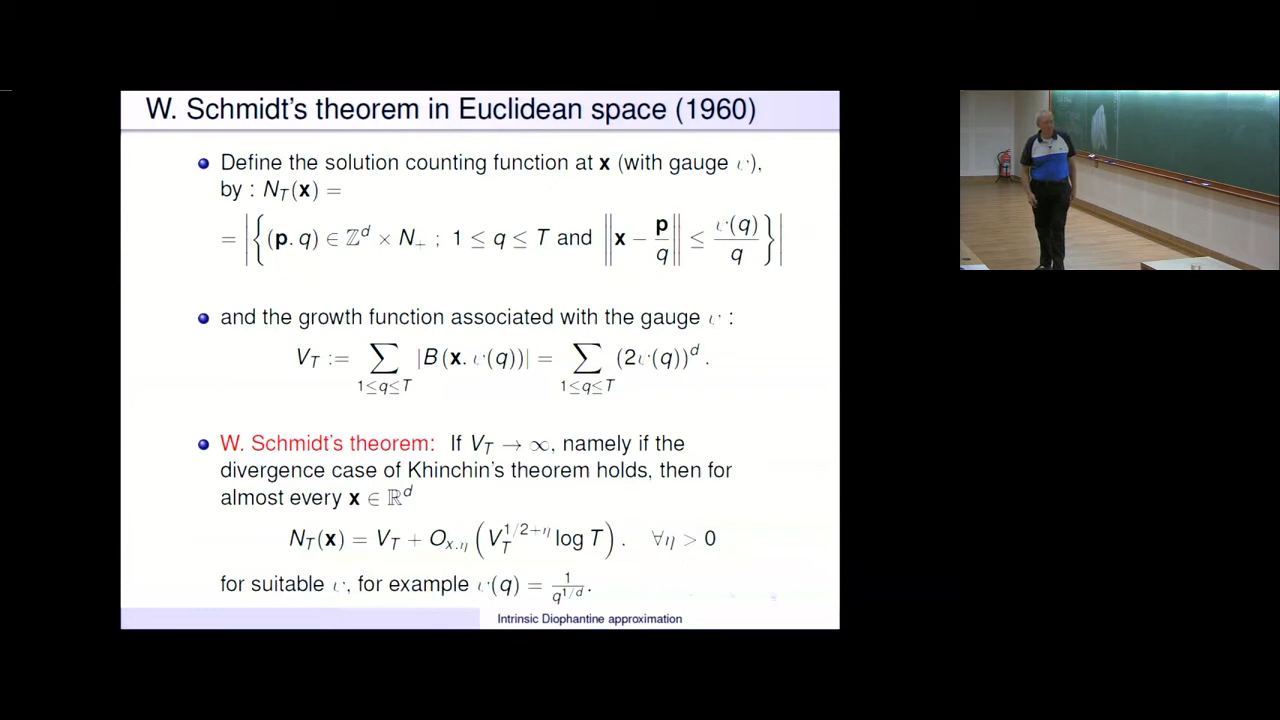 W. Schmidt's theorem in Euclidean space (1960)
Define the solution counting function at x (with gauge ψ),
by : N_T(x) =
= |{(p, q) ∈ ℤ^d × N_+ ; 1 ≤ q ≤ T and ‖x − p/q‖ ≤ ψ(q)/q}|
and the growth function associated with the gauge ψ :
V_T := ∑_{1≤q≤T} |B(x, ψ(q))| = ∑_{1≤q≤T} (2ψ(q))^d .
W. Schmidt's theorem: If V_T → ∞, namely if the
divergence case of Khinchin's theorem holds, then for
almost every x ∈ ℝ^d
N_T(x) = V_T + O_{x,η} (V_T^{1/2+η} log T) , ∀η > 0
for suitable ψ, for example ψ(q) = 1/q^{1/d}.
Intrinsic Diophantine approximation